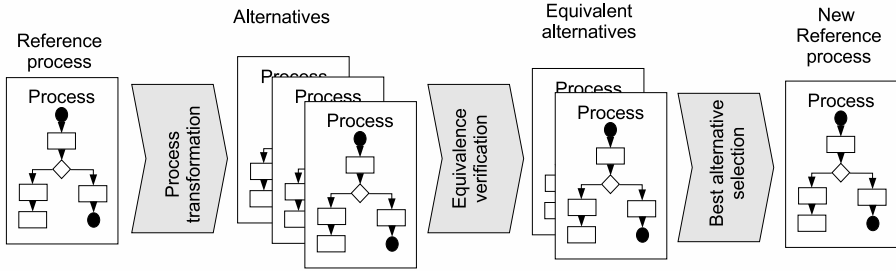 Reference
process
Process
Process
transformation
Alternatives
Process
Process
Process
Equivalence
verification
Equivalent
alternatives
Process
Best alternative
selection
New
Reference
process
Process